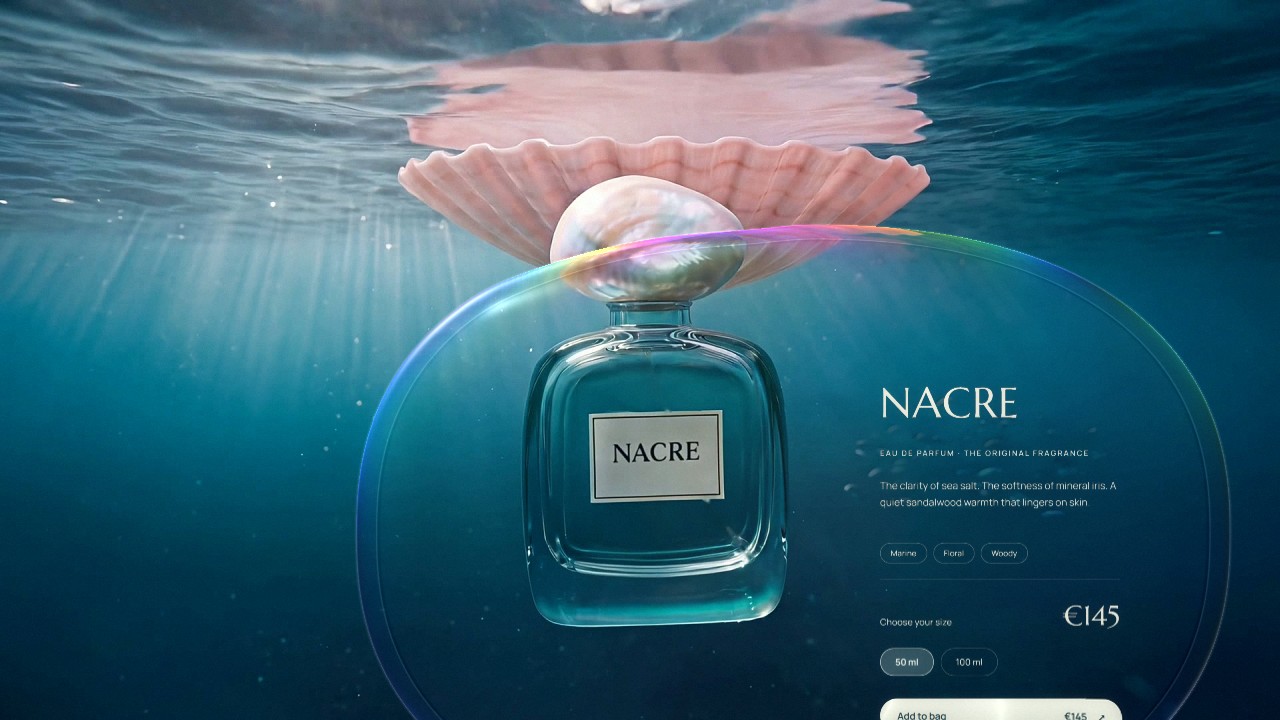 NACRE
NACRE
EAU DE PARFUM · THE ORIGINAL FRAGRANCE
The clarity of sea salt. The softness of mineral iris. A
quiet sandalwood warmth that lingers on skin
Marine
Floral
Woody
Choose your size
€145
50 ml
100 ml
Add to bag
€145